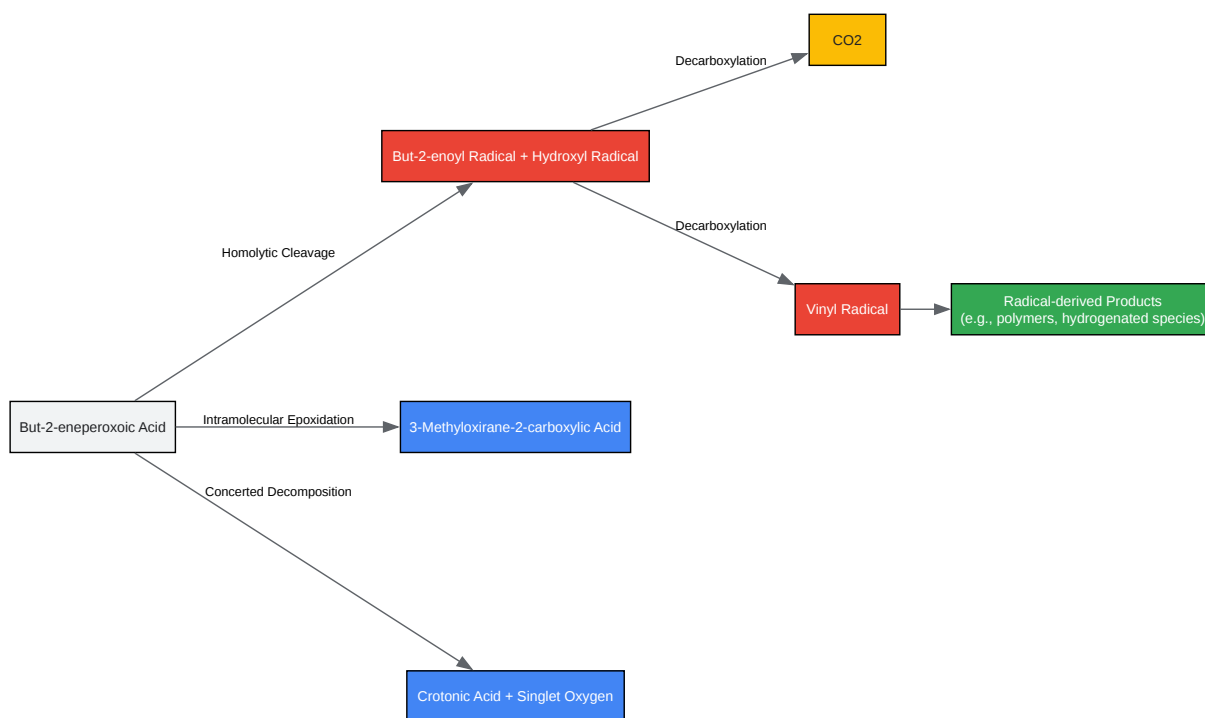 CO2
Decarboxylation
But-2-enoyl Radical + Hydroxyl Radical
Decarboxylation
Homolytic Cleavage
Vinyl Radical
Radical-derived Products
(e.g., polymers, hydrogenated species)
But-2-eneperoxoic Acid
Intramolecular Epoxidation
3-Methyloxirane-2-carboxylic Acid
Concerted Decomposition
Crotonic Acid + Singlet Oxygen